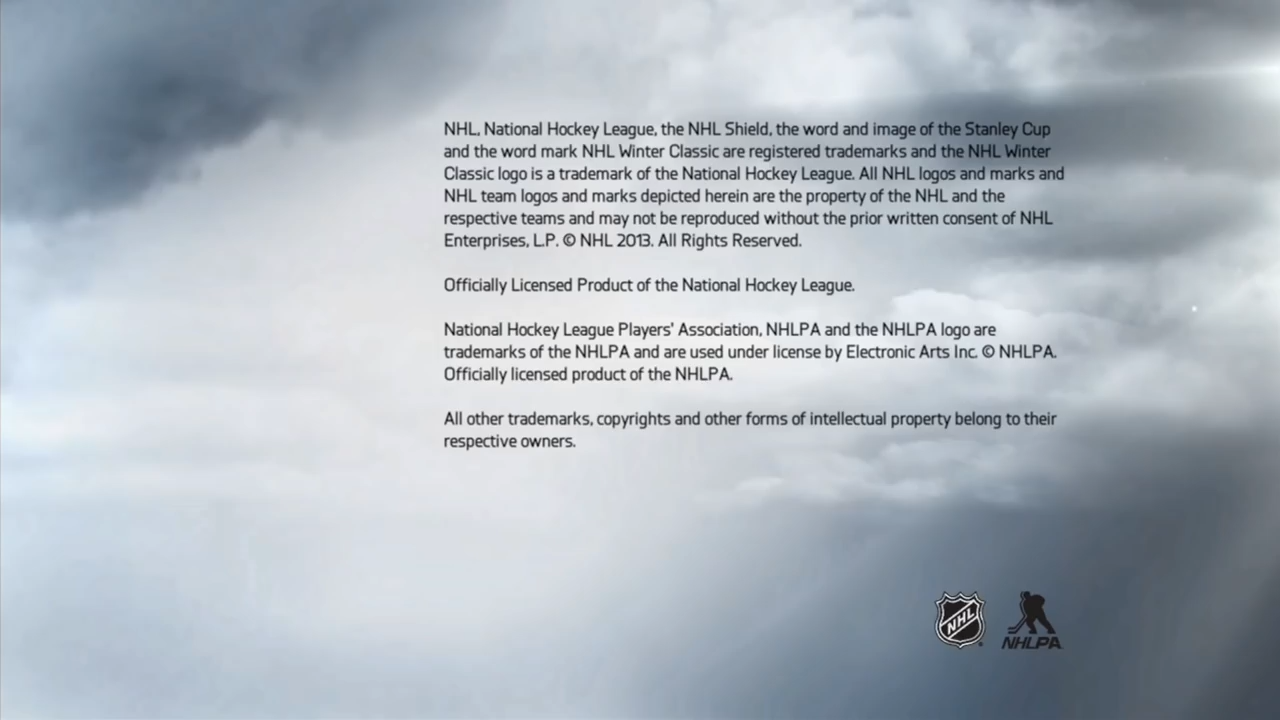 NHL, National Hockey League, the NHL Shield, the word and image of the Stanley Cup
and the word mark NHL Winter Classic are registered trademarks and the NHL Winter
Classic logo is a trademark of the National Hockey League. All NHL logos and marks and
NHL team logos and marks depicted herein are the property of the NHL and the
respective teams and may not be reproduced without the prior written consent of NHL
Enterprises, L.P. © NHL 2013. All Rights Reserved.
Officially Licensed Product of the National Hockey League.
National Hockey League Players' Association, NHLPA and the NHLPA logo are
trademarks of the NHLPA and are used under license by Electronic Arts Inc. © NHLPA.
Officially licensed product of the NHLPA.
All other trademarks, copyrights and other forms of intellectual property belong to their
respective owners.
NHL
NHLPA